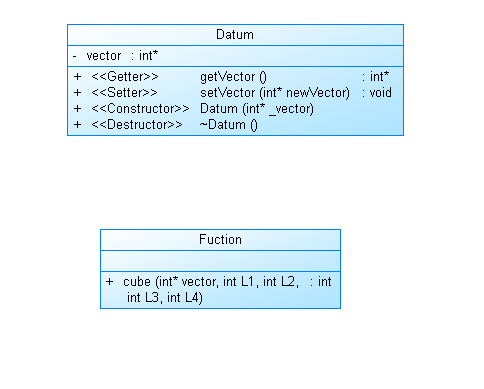 Datum
- vector : int*
+ <<Getter>> getVector () : int*
+ <<Setter>> setVector (int* newVector) : void
+ <<Constructor>> Datum (int* _vector)
+ <<Destructor>> ~Datum ()
Fuction
+ cube (int* vector, int L1, int L2, : int
int L3, int L4)